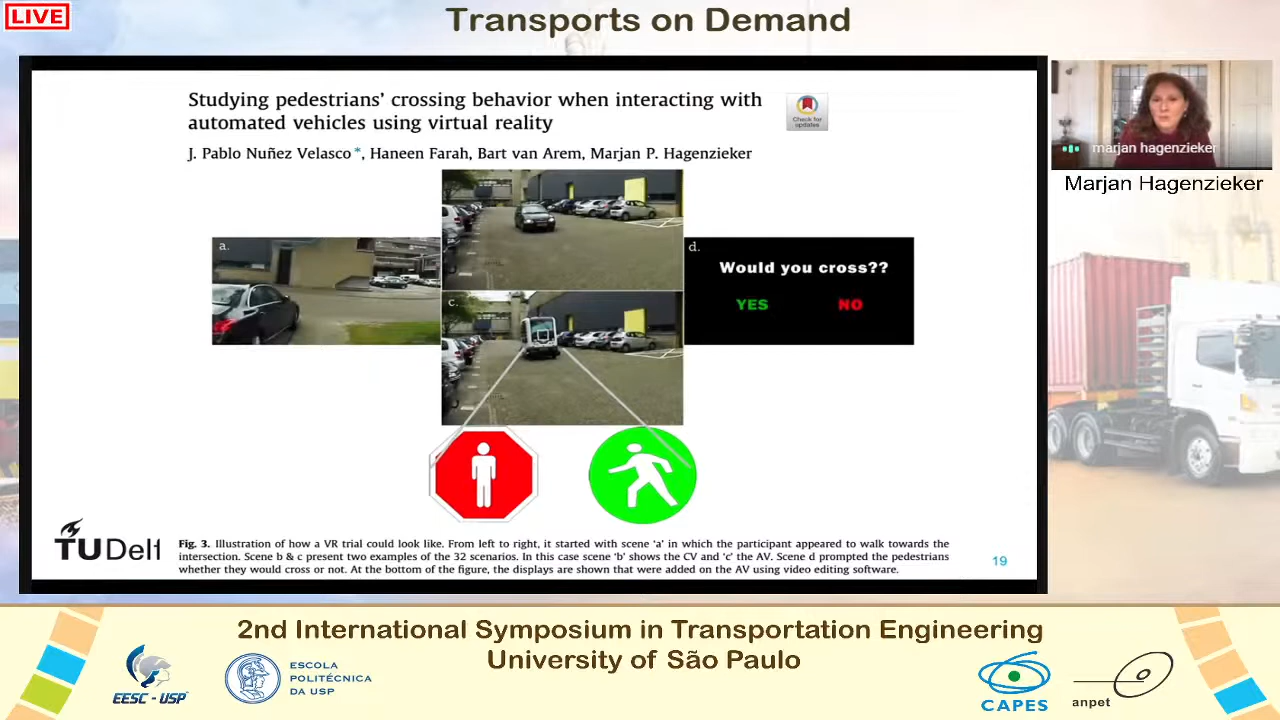 LIVE
Transports on Demand
Studying pedestrians' crossing behavior when interacting with
automated vehicles using virtual reality
Check for
updates
J. Pablo Nuñez Velasco*, Haneen Farah, Bart van Arem, Marjan P. Hagenzieker
marjan hagenzieker
Marjan Hagenzieker
a.
d.
Would you cross??
YES NO
c.
TUDelf
Fig. 3. Illustration of how a VR trial could look like. From left to right, it started with scene 'a' in which the participant appeared to walk towards the
intersection. Scene b & c present two examples of the 32 scenarios. In this case scene 'b' shows the CV and 'c' the AV. Scene d prompted the pedestrians
whether they would cross or not. At the bottom of the figure, the displays are shown that were added on the AV using video editing software.
19
2nd International Symposium in Transportation Engineering
University of São Paulo
EESC - USP
ESCOLA
POLITÉCNICA
DA USP
CAPES
anpet